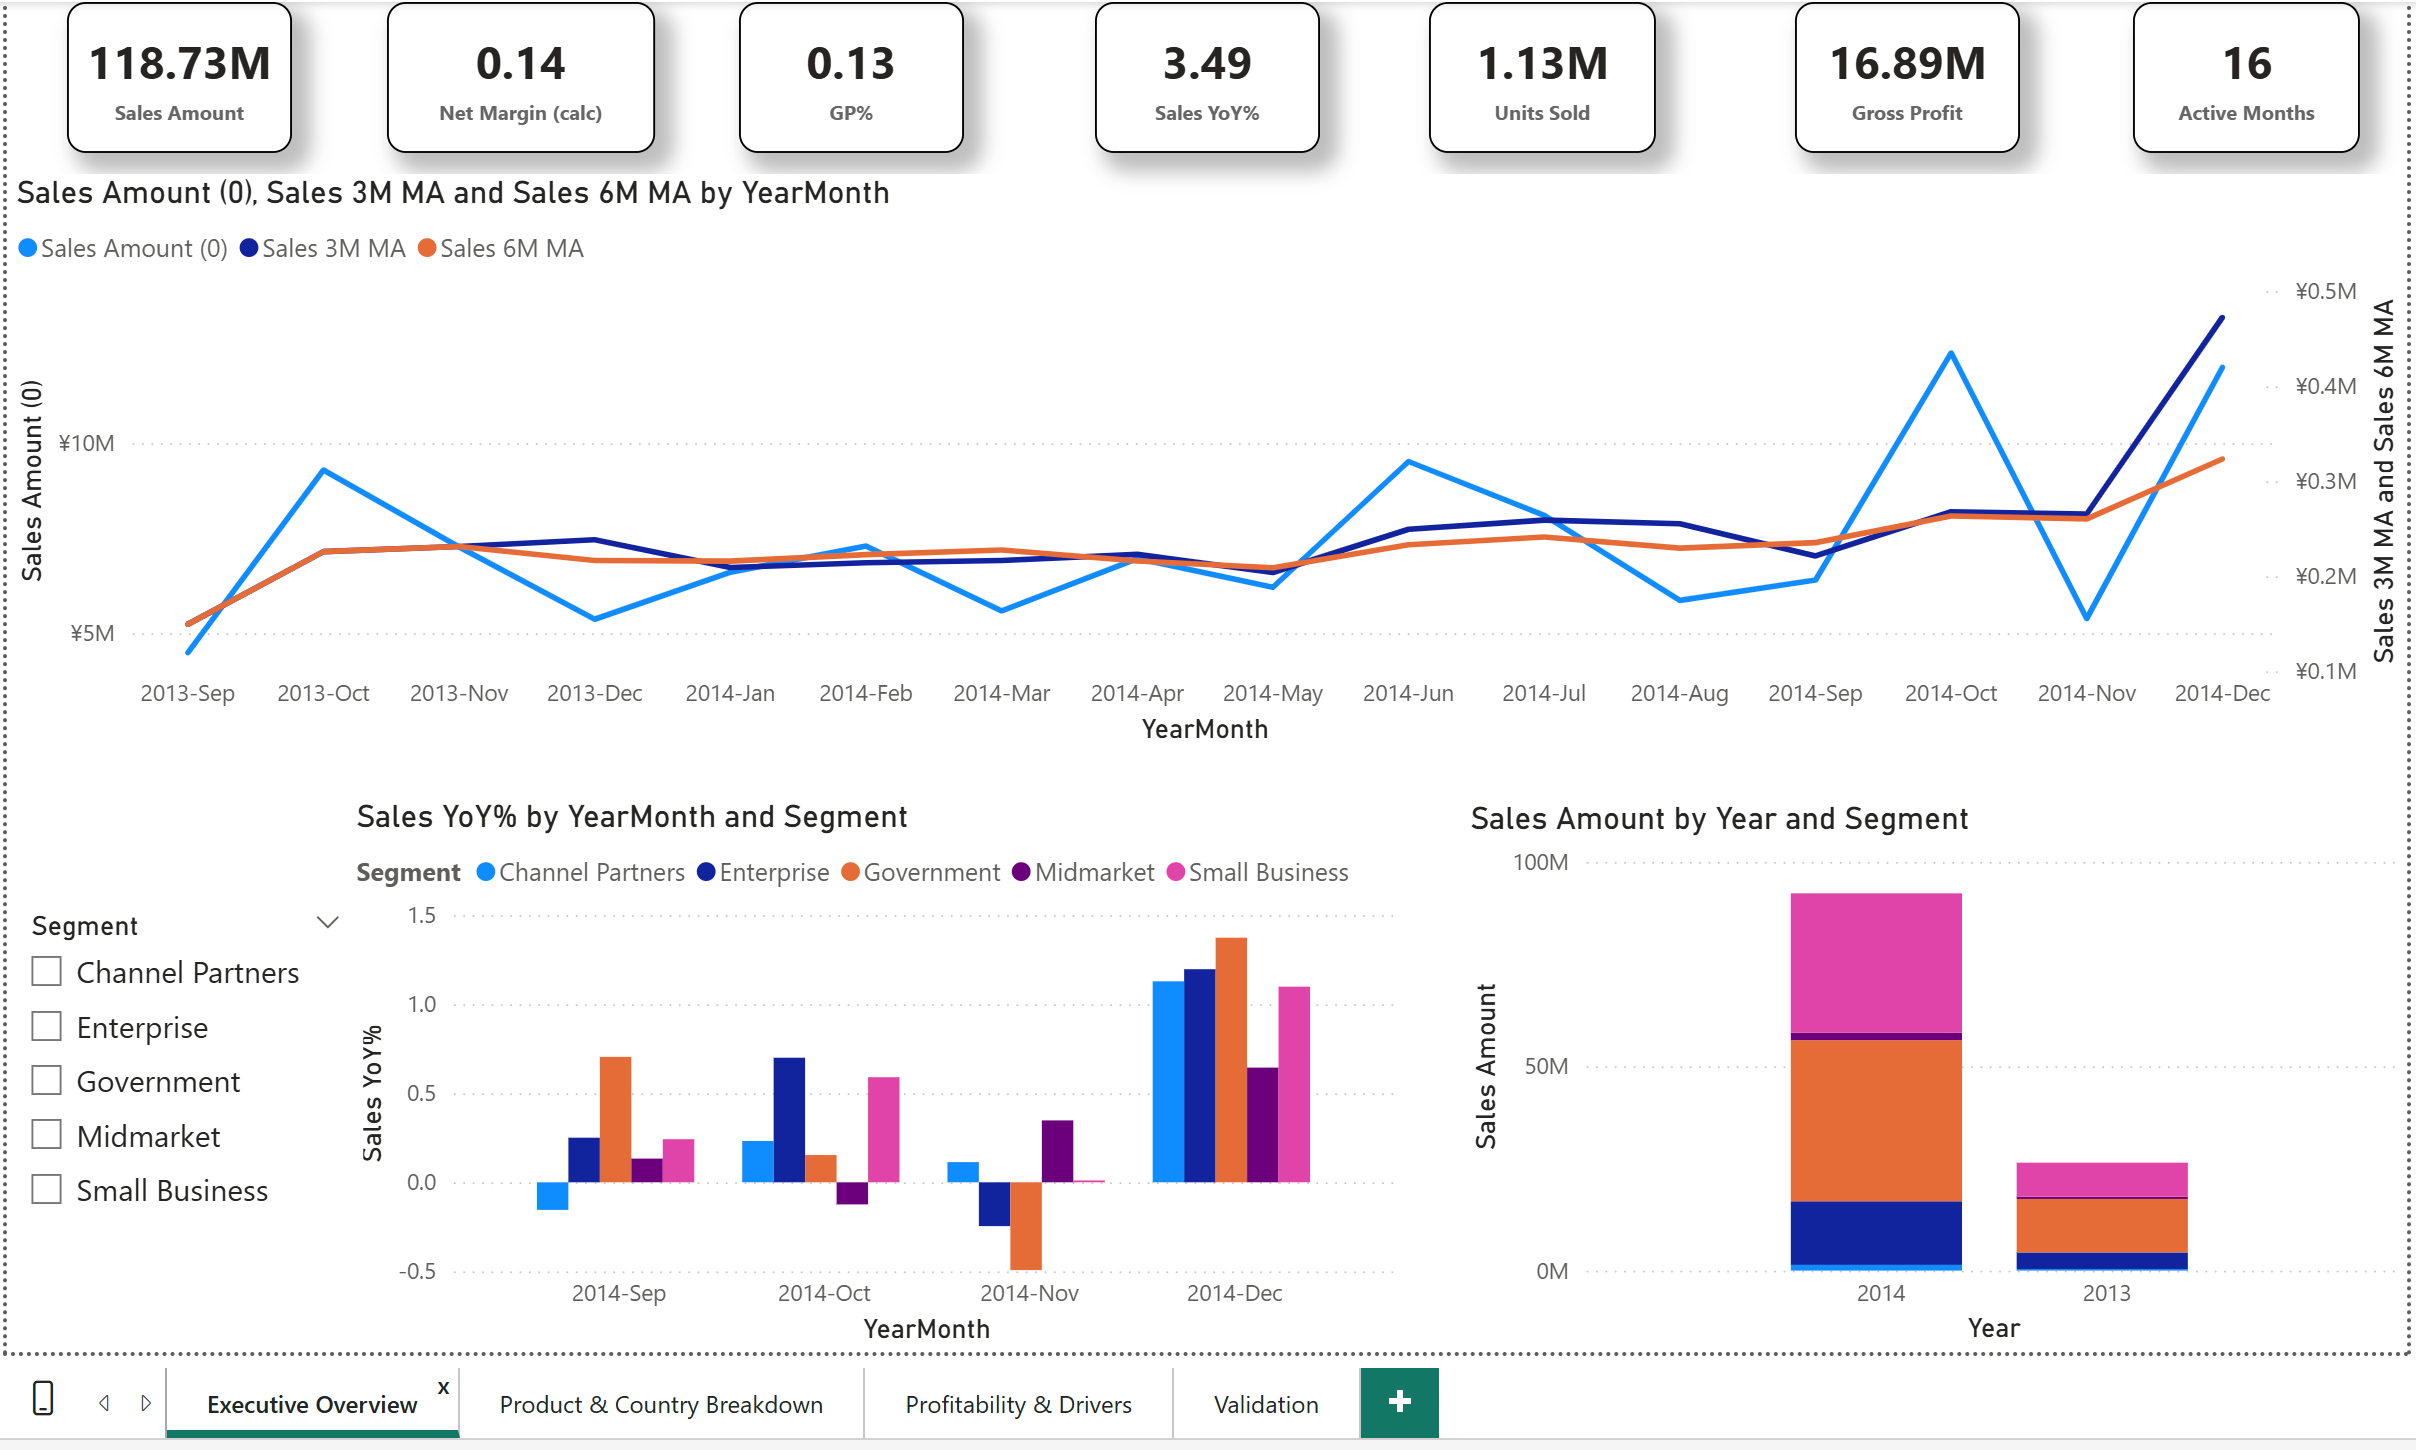 118.73M
Sales Amount
0.14
Net Margin (calc)
0.13
GP%
3.49
Sales YoY%
1.13M
Units Sold
16.89M
Gross Profit
16
Active Months
Sales Amount (0), Sales 3M MA and Sales 6M MA by YearMonth
Sales Amount (0) Sales 3M MA Sales 6M MA
Sales Amount (0)
¥10M
¥5M
¥0.5M
¥0.4M
¥0.3M
¥0.2M
¥0.1M
Sales 3M MA and Sales 6M MA
2013-Sep 2013-Oct 2013-Nov 2013-Dec 2014-Jan 2014-Feb 2014-Mar 2014-Apr 2014-May 2014-Jun 2014-Jul 2014-Aug 2014-Sep 2014-Oct 2014-Nov 2014-Dec
YearMonth
Segment
Channel Partners
Enterprise
Government
Midmarket
Small Business
Sales YoY% by YearMonth and Segment
Segment Channel Partners Enterprise Government Midmarket Small Business
Sales YoY%
1.5
1.0
0.5
0.0
-0.5
2014-Sep 2014-Oct 2014-Nov 2014-Dec
YearMonth
Sales Amount by Year and Segment
Sales Amount
100M
50M
0M
2014 2013
Year
Executive Overview x Product & Country Breakdown Profitability & Drivers Validation +